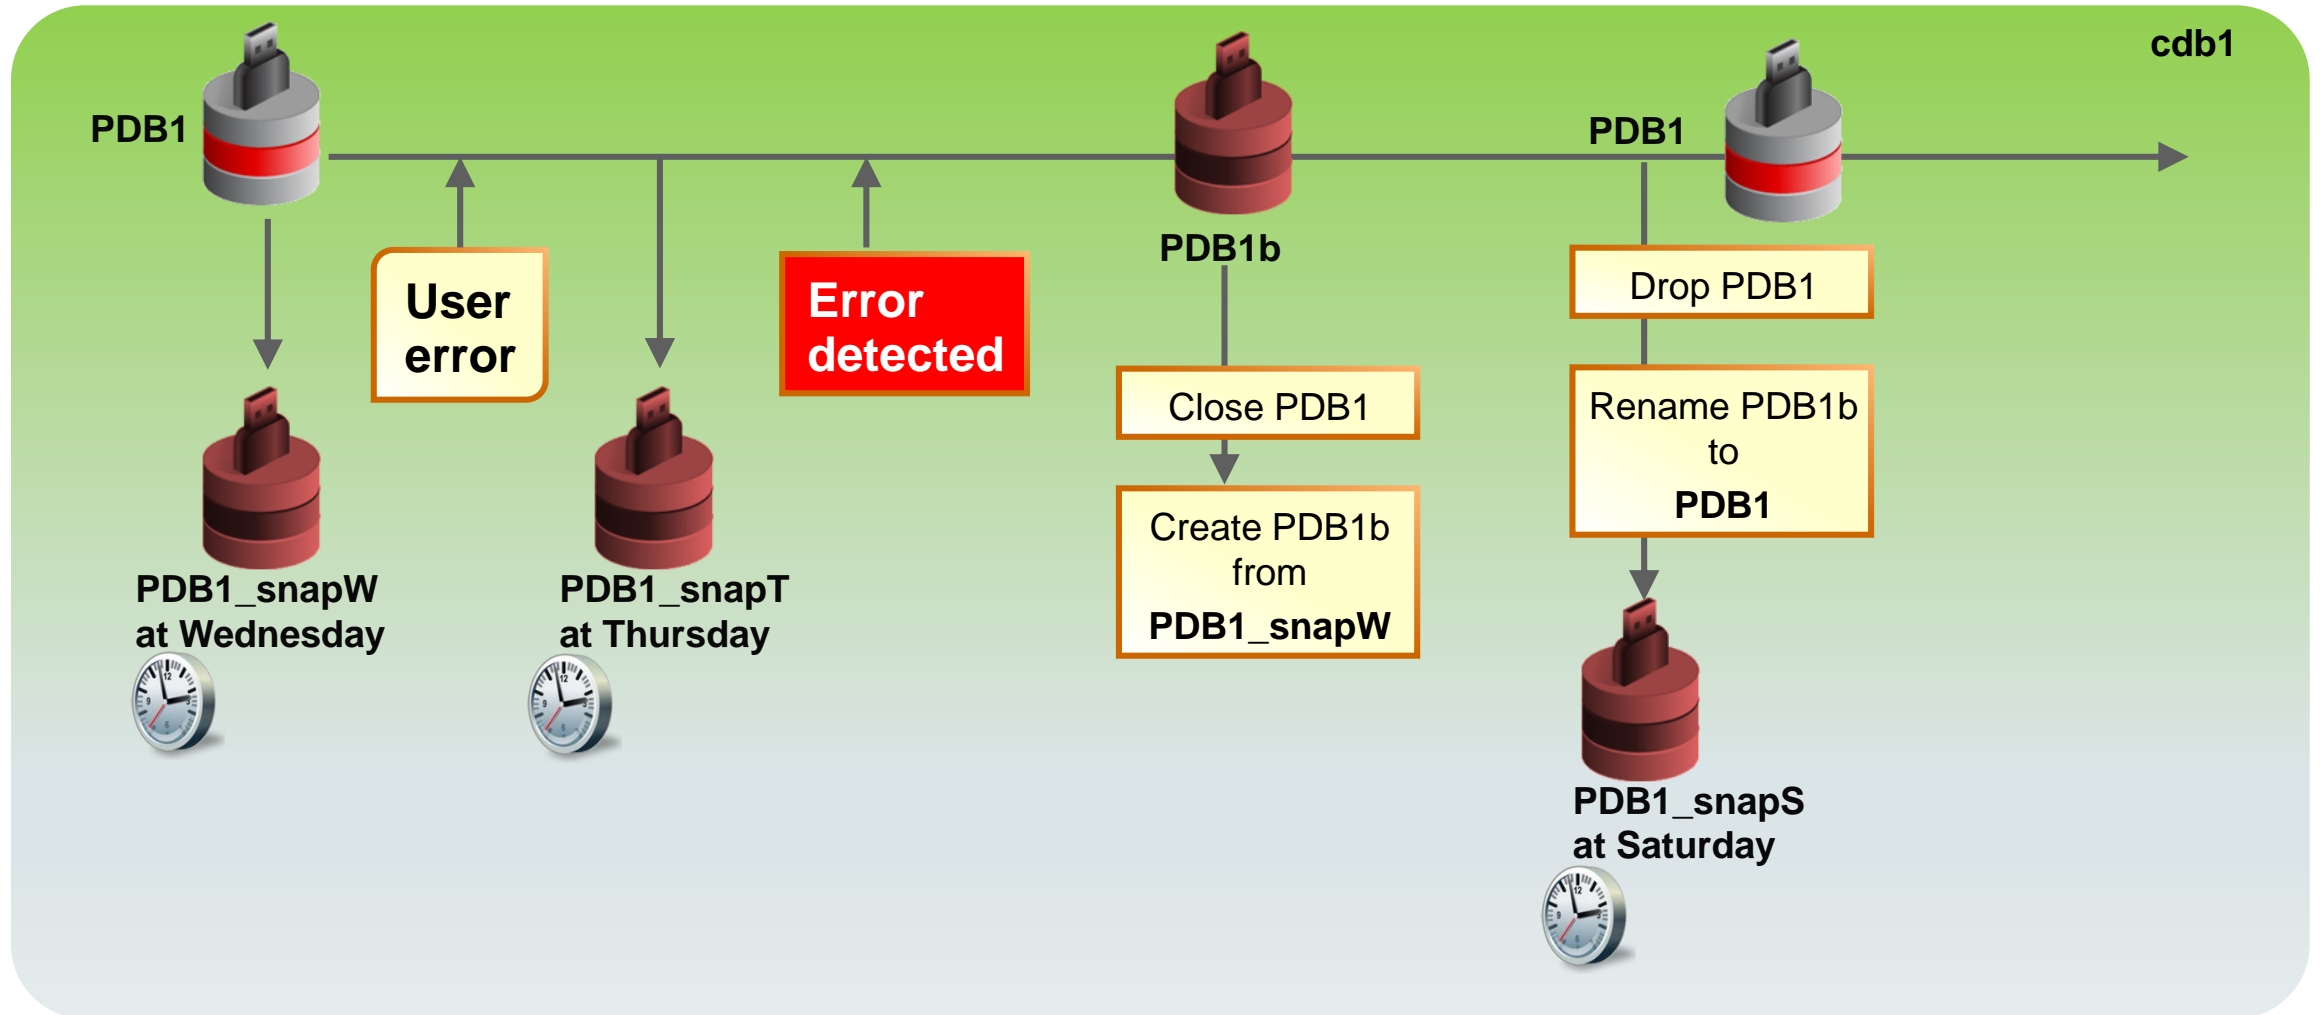 cdb1
PDB1
User
error
Error
detected
PDB1b
PDB1
Close PDB1
Create PDB1b
from
PDB1_snapW
Drop PDB1
Rename PDB1b
to
PDB1
PDB1_snapW
at Wednesday
PDB1_snapT
at Thursday
PDB1_snapS
at Saturday